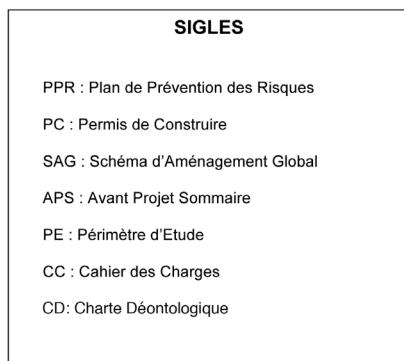 SIGLES
PPR : Plan de Prévention des Risques
PC : Permis de Construire
SAG : Schéma d'Aménagement Global
APS : Avant Projet Sommaire
PE : Périmètre d'Etude
CC : Cahier des Charges
CD: Charte Déontologique